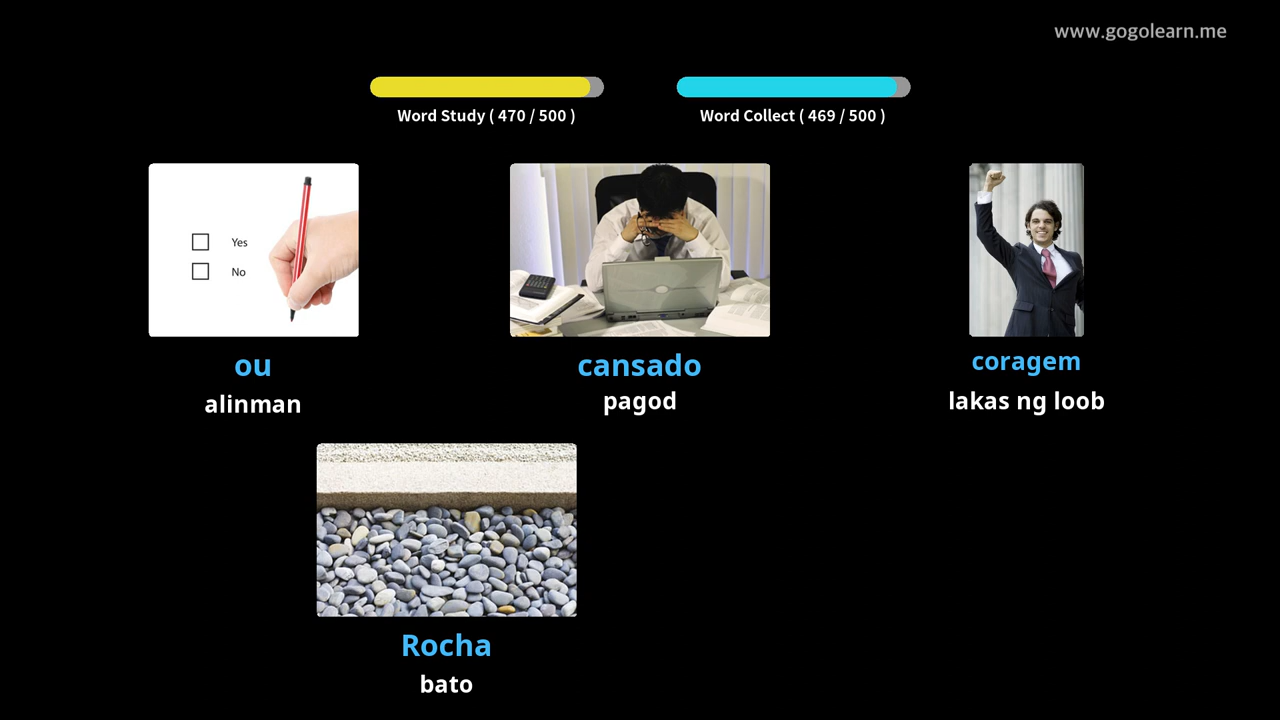 www.gogolearn.me
Word Study ( 470 / 500 )
Word Collect ( 469 / 500 )
Yes
No
ou
alinman
cansado
pagod
coragem
lakas ng loob
Rocha
bato